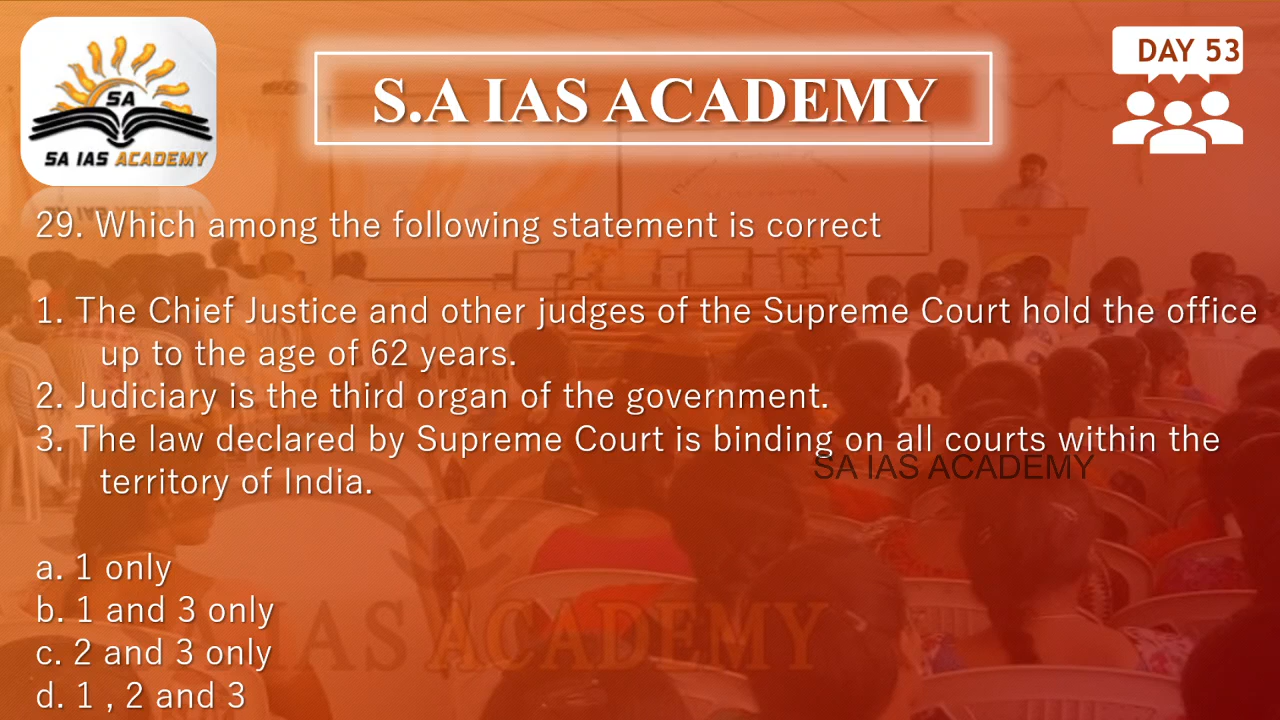 SA
SA IAS ACADEMY
S.A IAS ACADEMY
DAY 53
29. Which among the following statement is correct
1. The Chief Justice and other judges of the Supreme Court hold the office
up to the age of 62 years.
2. Judiciary is the third organ of the government.
3. The law declared by Supreme Court is binding on all courts within the
territory of India.
SA IAS ACADEMY
a. 1 only
b. 1 and 3 only
c. 2 and 3 only
d. 1 , 2 and 3
IAS ACADEMY